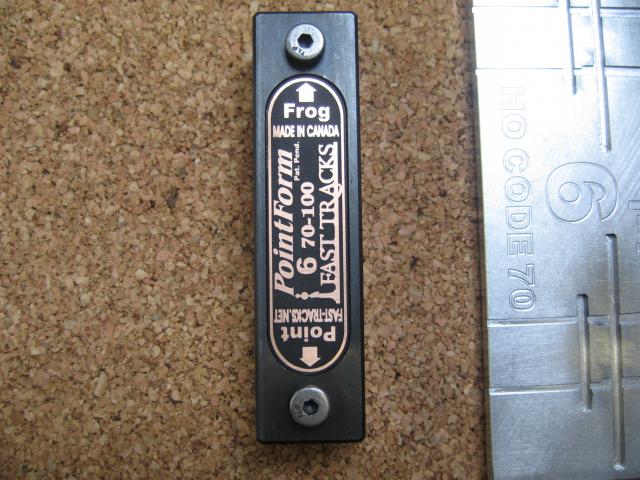 Frog
MADE IN CANADA
PointForm
Pat. Pend.
6 70-100
FAST TRACKS
FAST-TRACKS.NET
Point
HO CODE 70
6